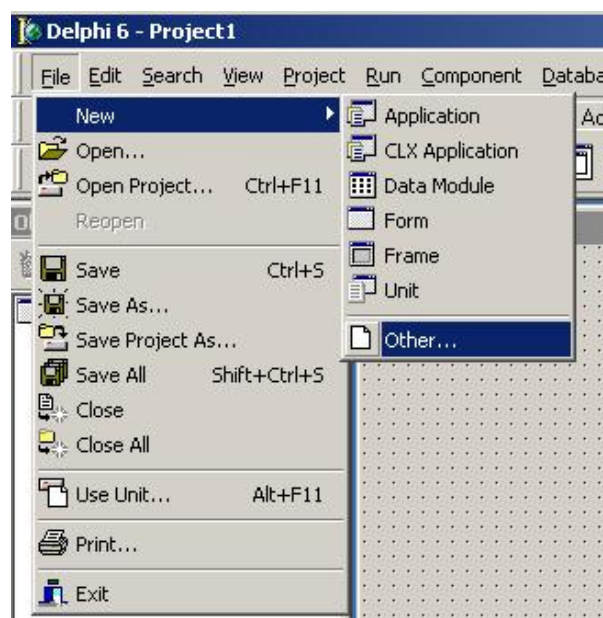 Delphi 6 - Project1
File Edit Search View Project Run Component Databa
New
Open...
Open Project... Ctrl+F11
Reopen
Save Ctrl+S
Save As...
Save Project As...
Save All Shift+Ctrl+S
Close
Close All
Use Unit... Alt+F11
Print...
Exit
Application
CLX Application
Data Module
Form
Frame
Unit
Other...